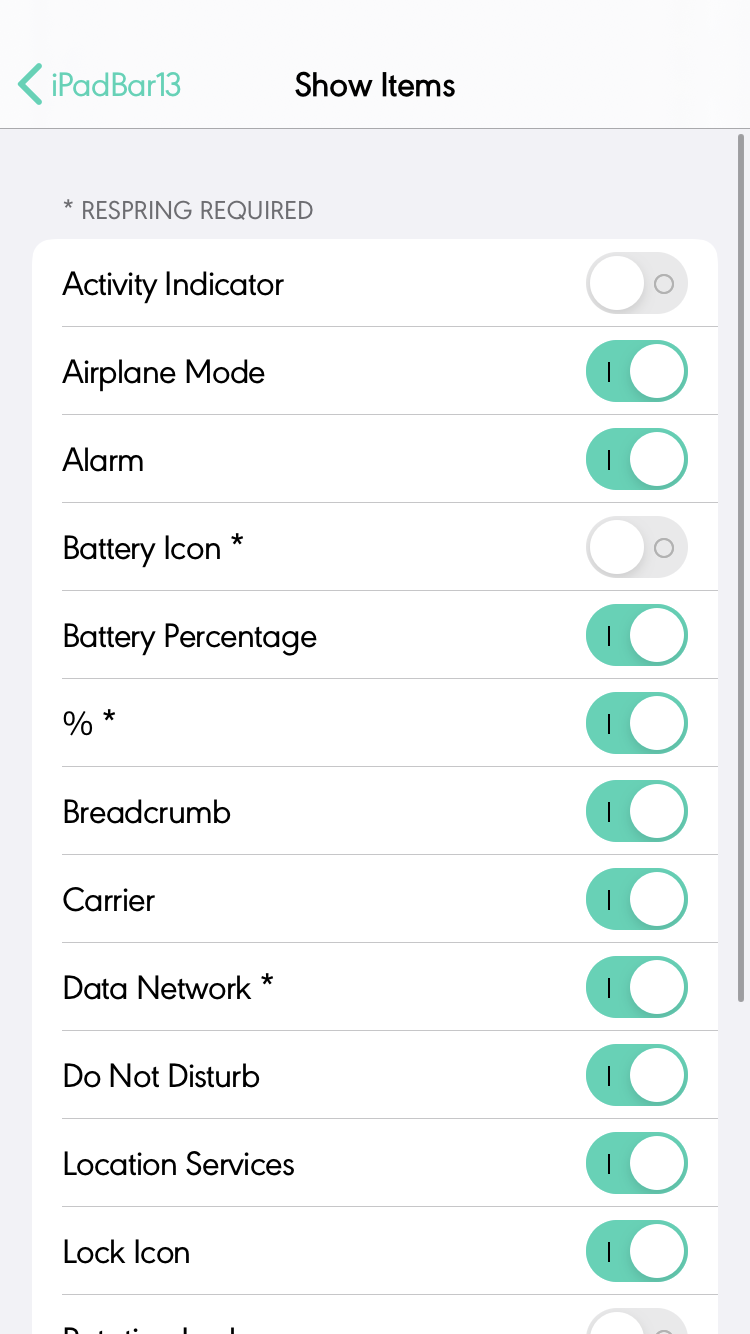 iPadBar13
Show Items
* RESPRING REQUIRED
Activity Indicator
Airplane Mode
Alarm
Battery Icon *
Battery Percentage
% *
Breadcrumb
Carrier
Data Network *
Do Not Disturb
Location Services
Lock Icon